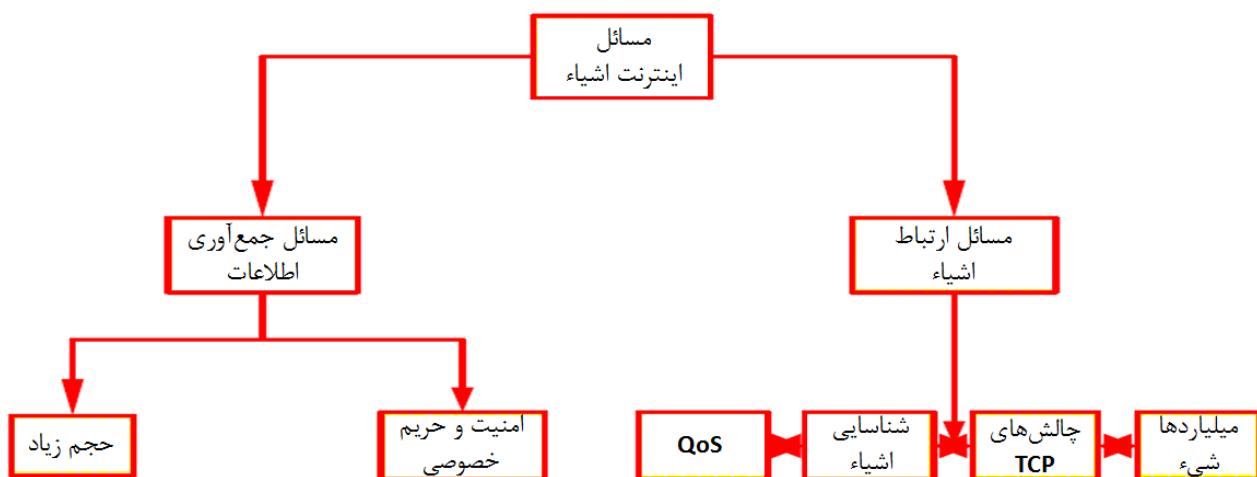 مسائل
اینترنت اشیاء
مسائل ارتباط
اشیاء
مسائل جمع‌آوری
اطلاعات
میلیاردها
شیء
چالش‌های
TCP
شناسایی
اشیاء
QoS
امنیت و حریم
خصوصی
حجم زیاد